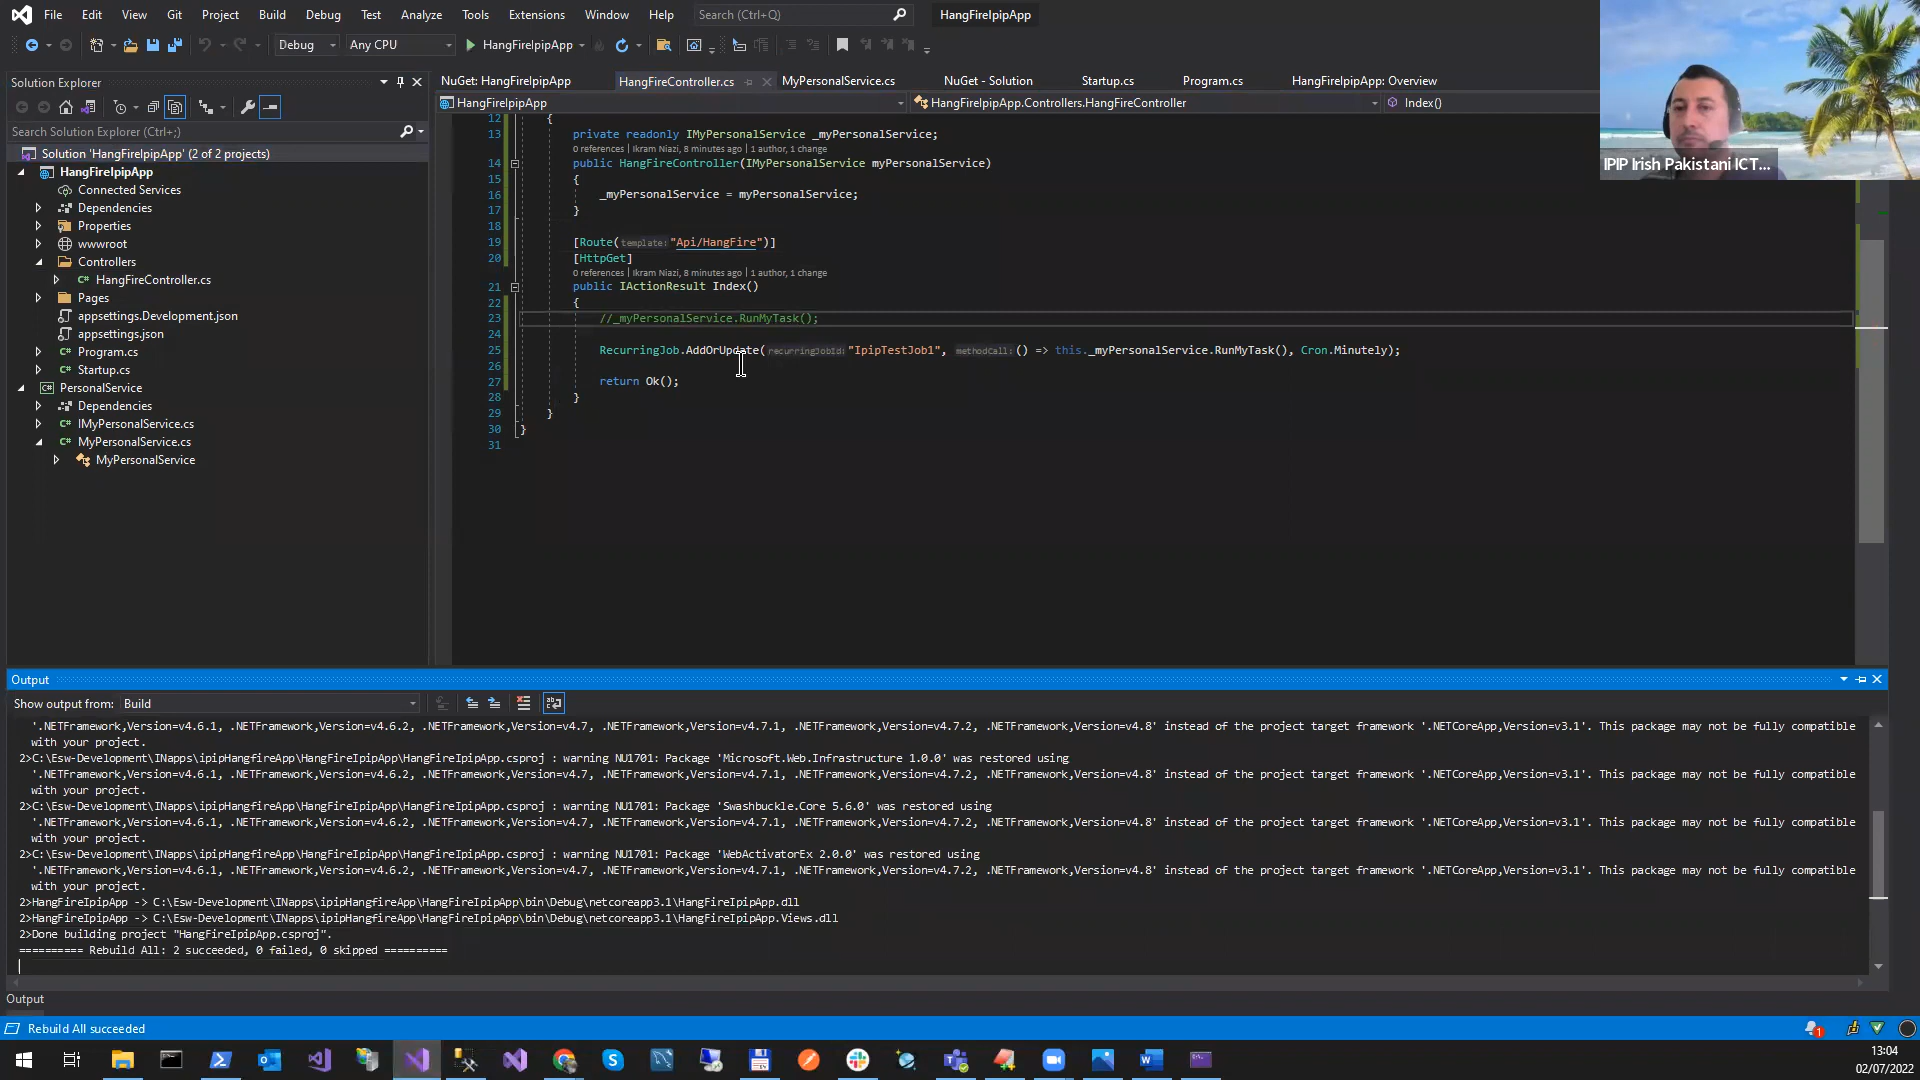 File Edit View Git Project Build Debug Test Analyze Tools Extensions Window Help Search (Ctrl+Q) HangFireIpipApp
Debug Any CPU HangFireIpipApp
Solution Explorer
Search Solution Explorer (Ctrl+;)
Solution 'HangFireIpipApp' (2 of 2 projects)
HangFireIpipApp
Connected Services
Dependencies
Properties
wwwroot
Controllers
HangFireController.cs
Pages
appsettings.Development.json
appsettings.json
Program.cs
Startup.cs
PersonalService
Dependencies
IMyPersonalService.cs
MyPersonalService.cs
MyPersonalService
NuGet: HangFireIpipApp HangFireController.cs MyPersonalService.cs NuGet - Solution Startup.cs Program.cs HangFireIpipApp: Overview
HangFireIpipApp HangFireIpipApp.Controllers.HangFireController Index()
12 {
13 private readonly IMyPersonalService _myPersonalService;
0 references | Ikram Niazi, 8 minutes ago | 1 author, 1 change
14 public HangFireController(IMyPersonalService myPersonalService)
15 {
16 _myPersonalService = myPersonalService;
17 }
18
19 [Route(template:"Api/HangFire")]
20 [HttpGet]
0 references | Ikram Niazi, 8 minutes ago | 1 author, 1 change
21 public IActionResult Index()
22 {
23 //_myPersonalService.RunMyTask();
24
25 RecurringJob.AddOrUpdate(recurringJobId:"IpipTestJob1", methodCall:() => this._myPersonalService.RunMyTask(), Cron.Minutely);
26
27 return Ok();
28 }
29 }
30 }
31
IPIP Irish Pakistani ICT...
Output
Show output from: Build
'.NETFramework,Version=v4.6.1, .NETFramework,Version=v4.6.2, .NETFramework,Version=v4.7, .NETFramework,Version=v4.7.1, .NETFramework,Version=v4.7.2, .NETFramework,Version=v4.8' instead of the project target framework '.NETCoreApp,Version=v3.1'. This package may not be fully compatible
with your project.
2>C:\Esw-Development\INapps\ipipHangfireApp\HangFireIpipApp\HangFireIpipApp.csproj : warning NU1701: Package 'Microsoft.Web.Infrastructure 1.0.0' was restored using
'.NETFramework,Version=v4.6.1, .NETFramework,Version=v4.6.2, .NETFramework,Version=v4.7, .NETFramework,Version=v4.7.1, .NETFramework,Version=v4.7.2, .NETFramework,Version=v4.8' instead of the project target framework '.NETCoreApp,Version=v3.1'. This package may not be fully compatible
with your project.
2>C:\Esw-Development\INapps\ipipHangfireApp\HangFireIpipApp\HangFireIpipApp.csproj : warning NU1701: Package 'Swashbuckle.Core 5.6.0' was restored using
'.NETFramework,Version=v4.6.1, .NETFramework,Version=v4.6.2, .NETFramework,Version=v4.7, .NETFramework,Version=v4.7.1, .NETFramework,Version=v4.7.2, .NETFramework,Version=v4.8' instead of the project target framework '.NETCoreApp,Version=v3.1'. This package may not be fully compatible
with your project.
2>C:\Esw-Development\INapps\ipipHangfireApp\HangFireIpipApp\HangFireIpipApp.csproj : warning NU1701: Package 'WebActivatorEx 2.0.0' was restored using
'.NETFramework,Version=v4.6.1, .NETFramework,Version=v4.6.2, .NETFramework,Version=v4.7, .NETFramework,Version=v4.7.1, .NETFramework,Version=v4.7.2, .NETFramework,Version=v4.8' instead of the project target framework '.NETCoreApp,Version=v3.1'. This package may not be fully compatible
with your project.
2>HangFireIpipApp -> C:\Esw-Development\INapps\ipipHangfireApp\HangFireIpipApp\bin\Debug\netcoreapp3.1\HangFireIpipApp.dll
2>HangFireIpipApp -> C:\Esw-Development\INapps\ipipHangfireApp\HangFireIpipApp\bin\Debug\netcoreapp3.1\HangFireIpipApp.Views.dll
2>Done building project "HangFireIpipApp.csproj".
========== Rebuild All: 2 succeeded, 0 failed, 0 skipped ==========
Output
Rebuild All succeeded
1
13:04
02/07/2022